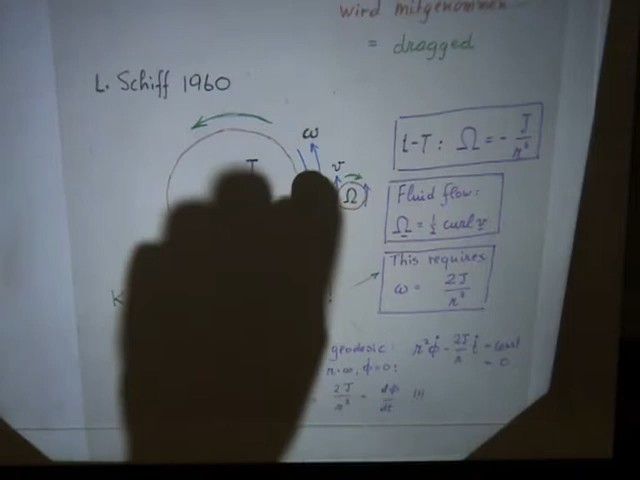 wird mitgenommen
= dragged
L. Schiff 1960
ω
v
J
Ω
L-T: Ω = - J/r³
Fluid flow:
Ω = ½ curl v
This requires
ω = 2J/r³
K
geodesic: r²φ̇ - 2J/r ṫ = const
r=∞, φ̇=0: = 0
2J/r³ = dφ/dt !!!